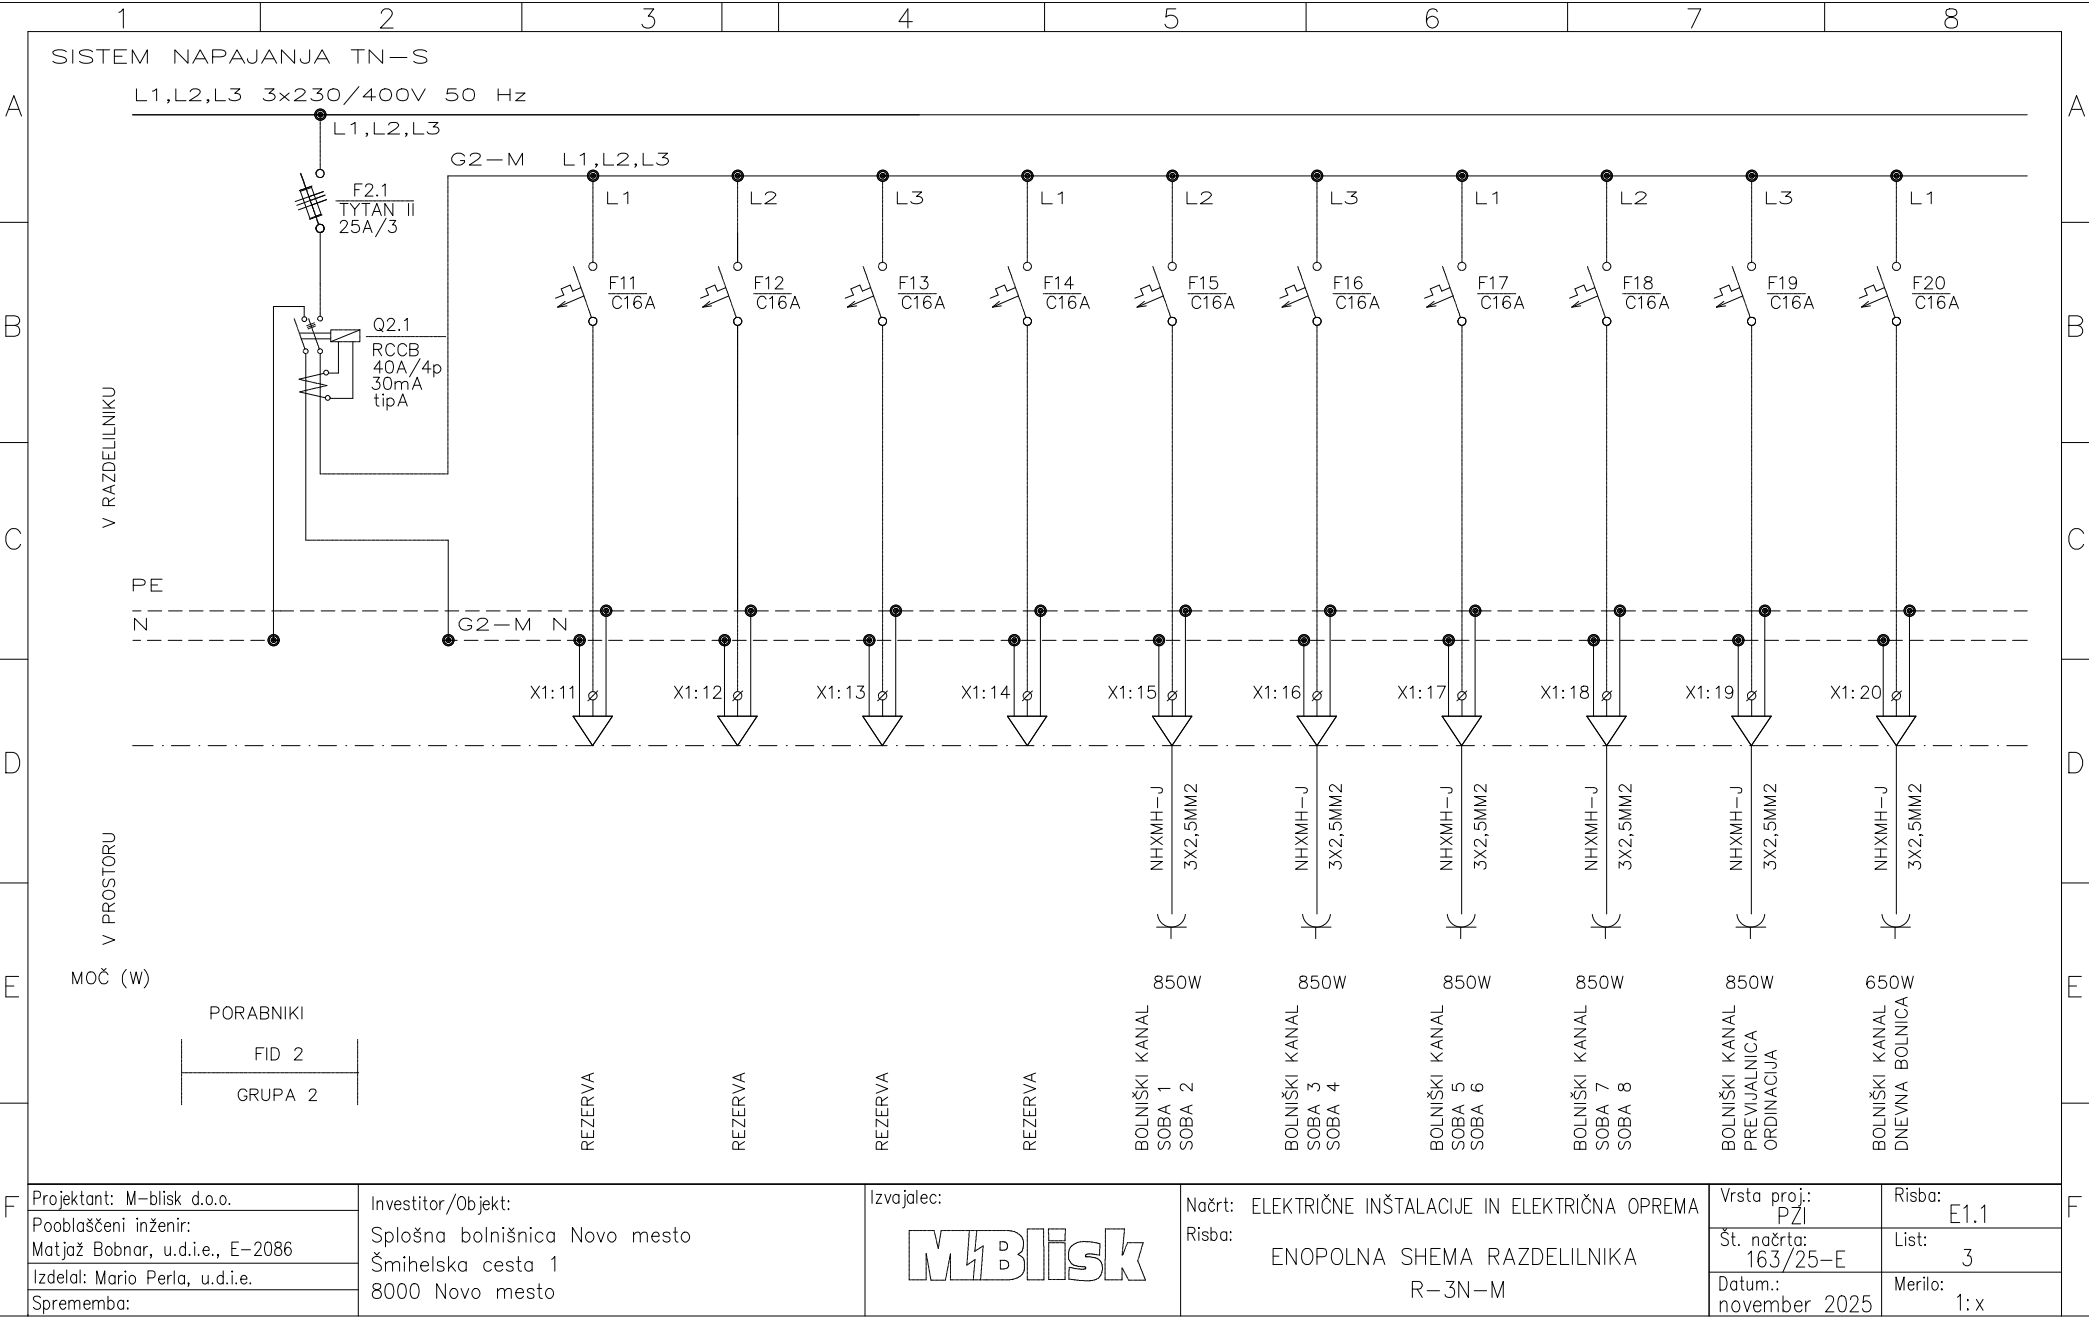 1 2 3 4 5 6 7 8
SISTEM NAPAJANJA TN-S
L1,L2,L3 3x230/400V 50 Hz
A A
L1,L2,L3
G2-M L1,L2,L3
L1 L2 L3 L1 L2 L3 L1 L2 L3 L1
F2.1
TYTAN II
25A/3
F11
C16A
F12
C16A
F13
C16A
F14
C16A
F15
C16A
F16
C16A
F17
C16A
F18
C16A
F19
C16A
F20
C16A
B B
Q2.1
RCCB
40A/4p
30mA
tipA
V RAZDELILNIKU
C C
PE
N
G2-M N
X1:11 X1:12 X1:13 X1:14 X1:15 X1:16 X1:17 X1:18 X1:19 X1:20
D D
NHXMH-J
3X2,5MM2
NHXMH-J
3X2,5MM2
NHXMH-J
3X2,5MM2
NHXMH-J
3X2,5MM2
NHXMH-J
3X2,5MM2
NHXMH-J
3X2,5MM2
V PROSTORU
MOČ (W)
850W 850W 850W 850W 850W 650W
E E
PORABNIKI
FID 2
GRUPA 2
REZERVA
REZERVA
REZERVA
REZERVA
BOLNIŠKI KANAL
SOBA 1
SOBA 2
BOLNIŠKI KANAL
SOBA 3
SOBA 4
BOLNIŠKI KANAL
SOBA 5
SOBA 6
BOLNIŠKI KANAL
SOBA 7
SOBA 8
BOLNIŠKI KANAL
PREVIJALNICA
ORDINACIJA
BOLNIŠKI KANAL
DNEVNA BOLNICA
F F
Projektant: M-blisk d.o.o.
Pooblaščeni inženir:
Matjaž Bobnar, u.d.i.e., E-2086
Izdelal: Mario Perla, u.d.i.e.
Sprememba:
Investitor/Objekt:
Splošna bolnišnica Novo mesto
Šmihelska cesta 1
8000 Novo mesto
Izvajalec:
MBlisk
Načrt: ELEKTRIČNE INŠTALACIJE IN ELEKTRIČNA OPREMA
Risba:
ENOPOLNA SHEMA RAZDELILNIKA
R-3N-M
Vrsta proj.:
PZI
Št. načrta:
163/25-E
Datum.:
november 2025
Risba:
E1.1
List:
3
Merilo:
1:x